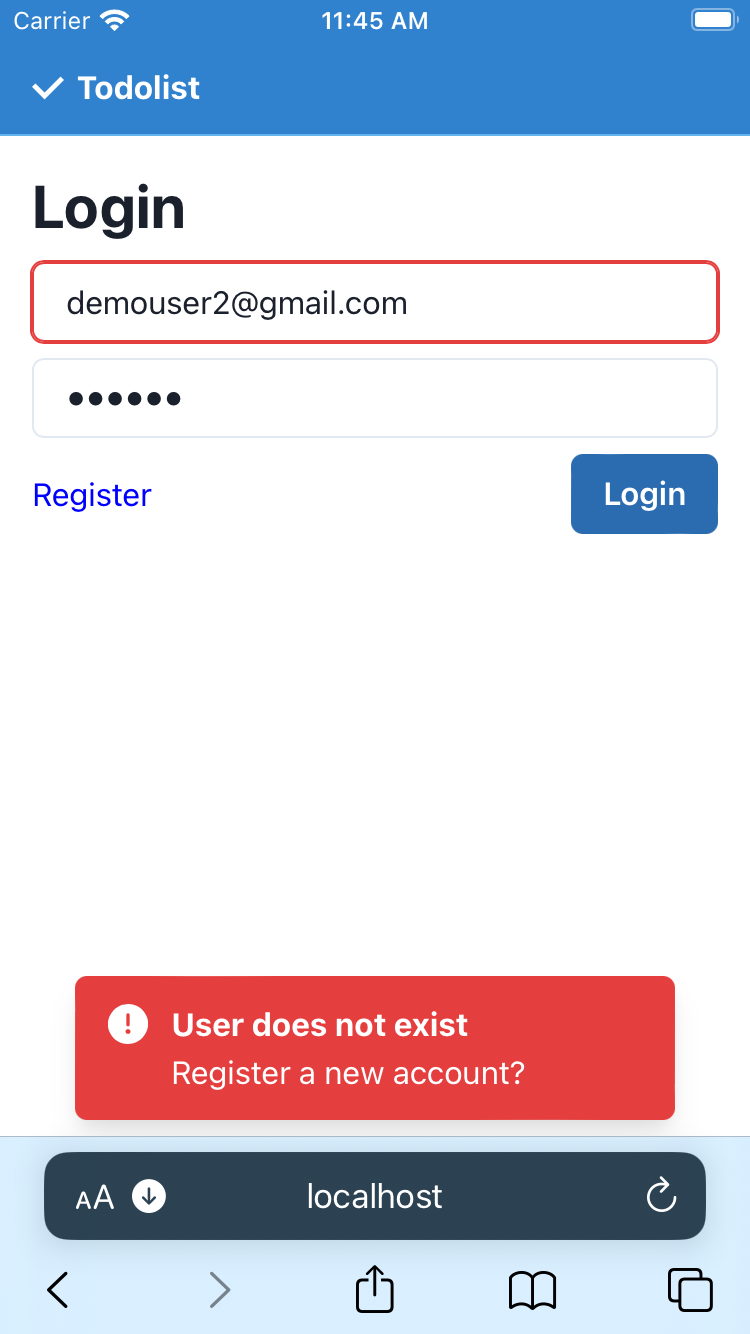 Carrier 11:45 AM
Todolist
Login
demouser2@gmail.com
••••••
Register Login
User does not exist
Register a new account?
AA localhost